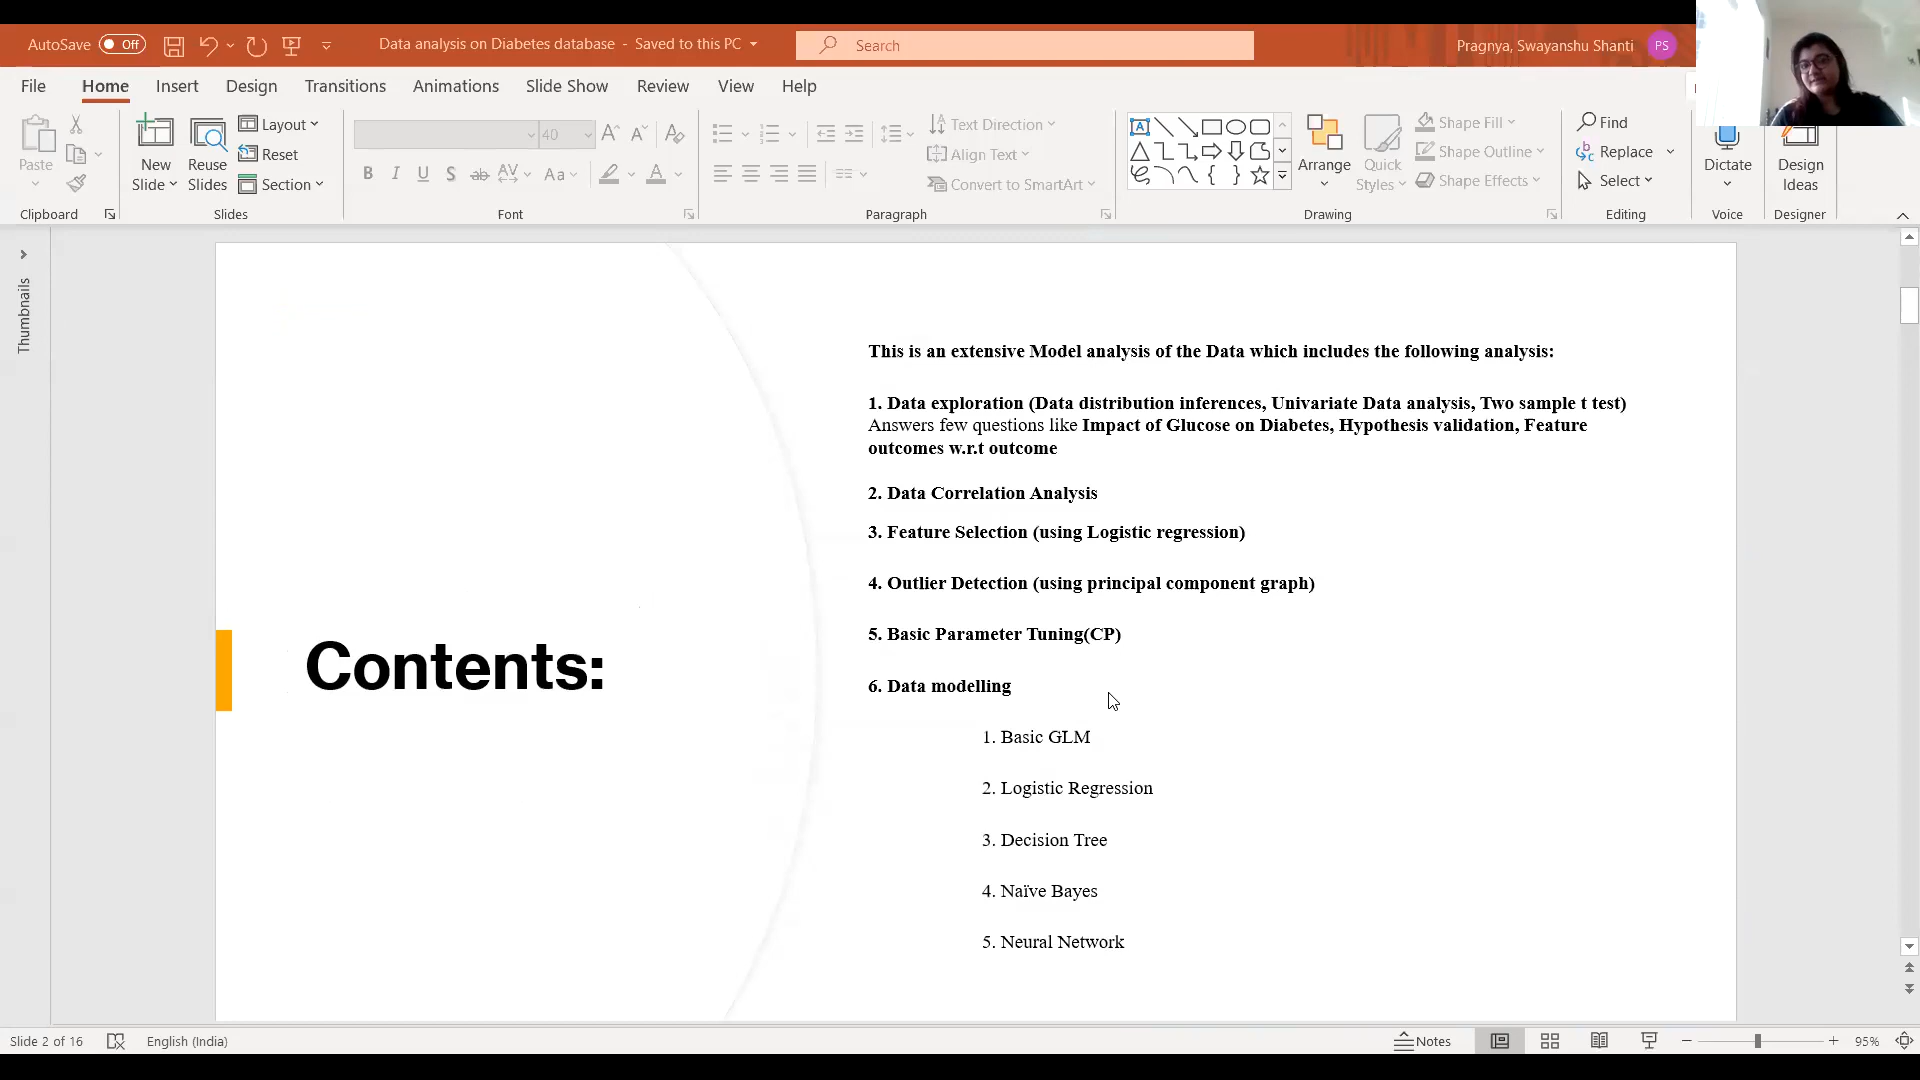 AutoSave Off
Data analysis on Diabetes database - Saved to this PC
Search
Pragnya, Swayanshu Shanti PS
File Home Insert Design Transitions Animations Slide Show Review View Help
Paste
Clipboard
New Slide
Reuse Slides
Layout
Reset
Section
Slides
40
B I U S ab AV Aa A
Font
Text Direction
Align Text
Convert to SmartArt
Paragraph
Arrange
Quick Styles
Shape Fill
Shape Outline
Shape Effects
Drawing
Find
Replace
Select
Editing
Dictate
Voice
Design Ideas
Designer
Thumbnails
Contents:
This is an extensive Model analysis of the Data which includes the following analysis:
1. Data exploration (Data distribution inferences, Univariate Data analysis, Two sample t test)
Answers few questions like Impact of Glucose on Diabetes, Hypothesis validation, Feature
outcomes w.r.t outcome
2. Data Correlation Analysis
3. Feature Selection (using Logistic regression)
4. Outlier Detection (using principal component graph)
5. Basic Parameter Tuning(CP)
6. Data modelling
1. Basic GLM
2. Logistic Regression
3. Decision Tree
4. Naïve Bayes
5. Neural Network
Slide 2 of 16 English (India) Notes 95%